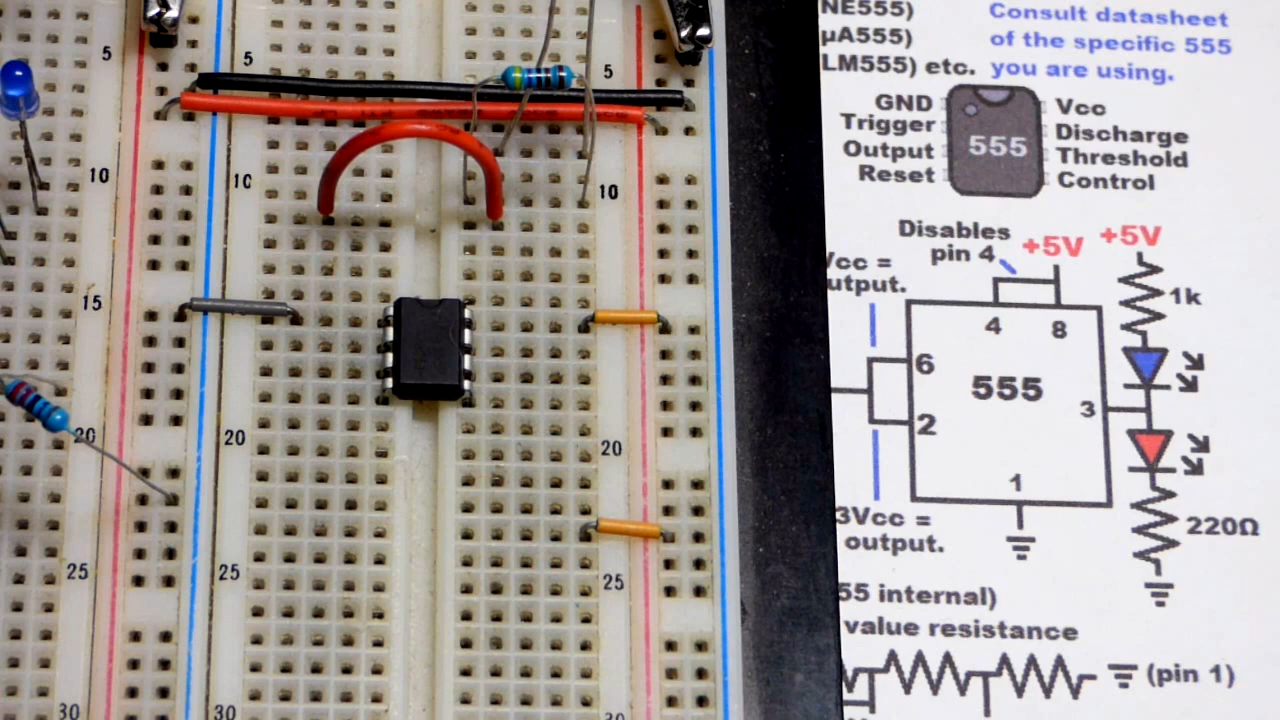 NE555)
µA555)
LM555) etc.
Consult datasheet
of the specific 555
you are using.
GND
Trigger
Output
Reset
555
Vcc
Discharge
Threshold
Control
Disables
pin 4
+5V
+5V
Vcc =
utput.
1k
4
8
6
555
3
2
1
3Vcc =
output.
220Ω
55 internal)
value resistance
(pin 1)
5
5
5
10
10
10
15
20
20
20
25
25
25
30
30